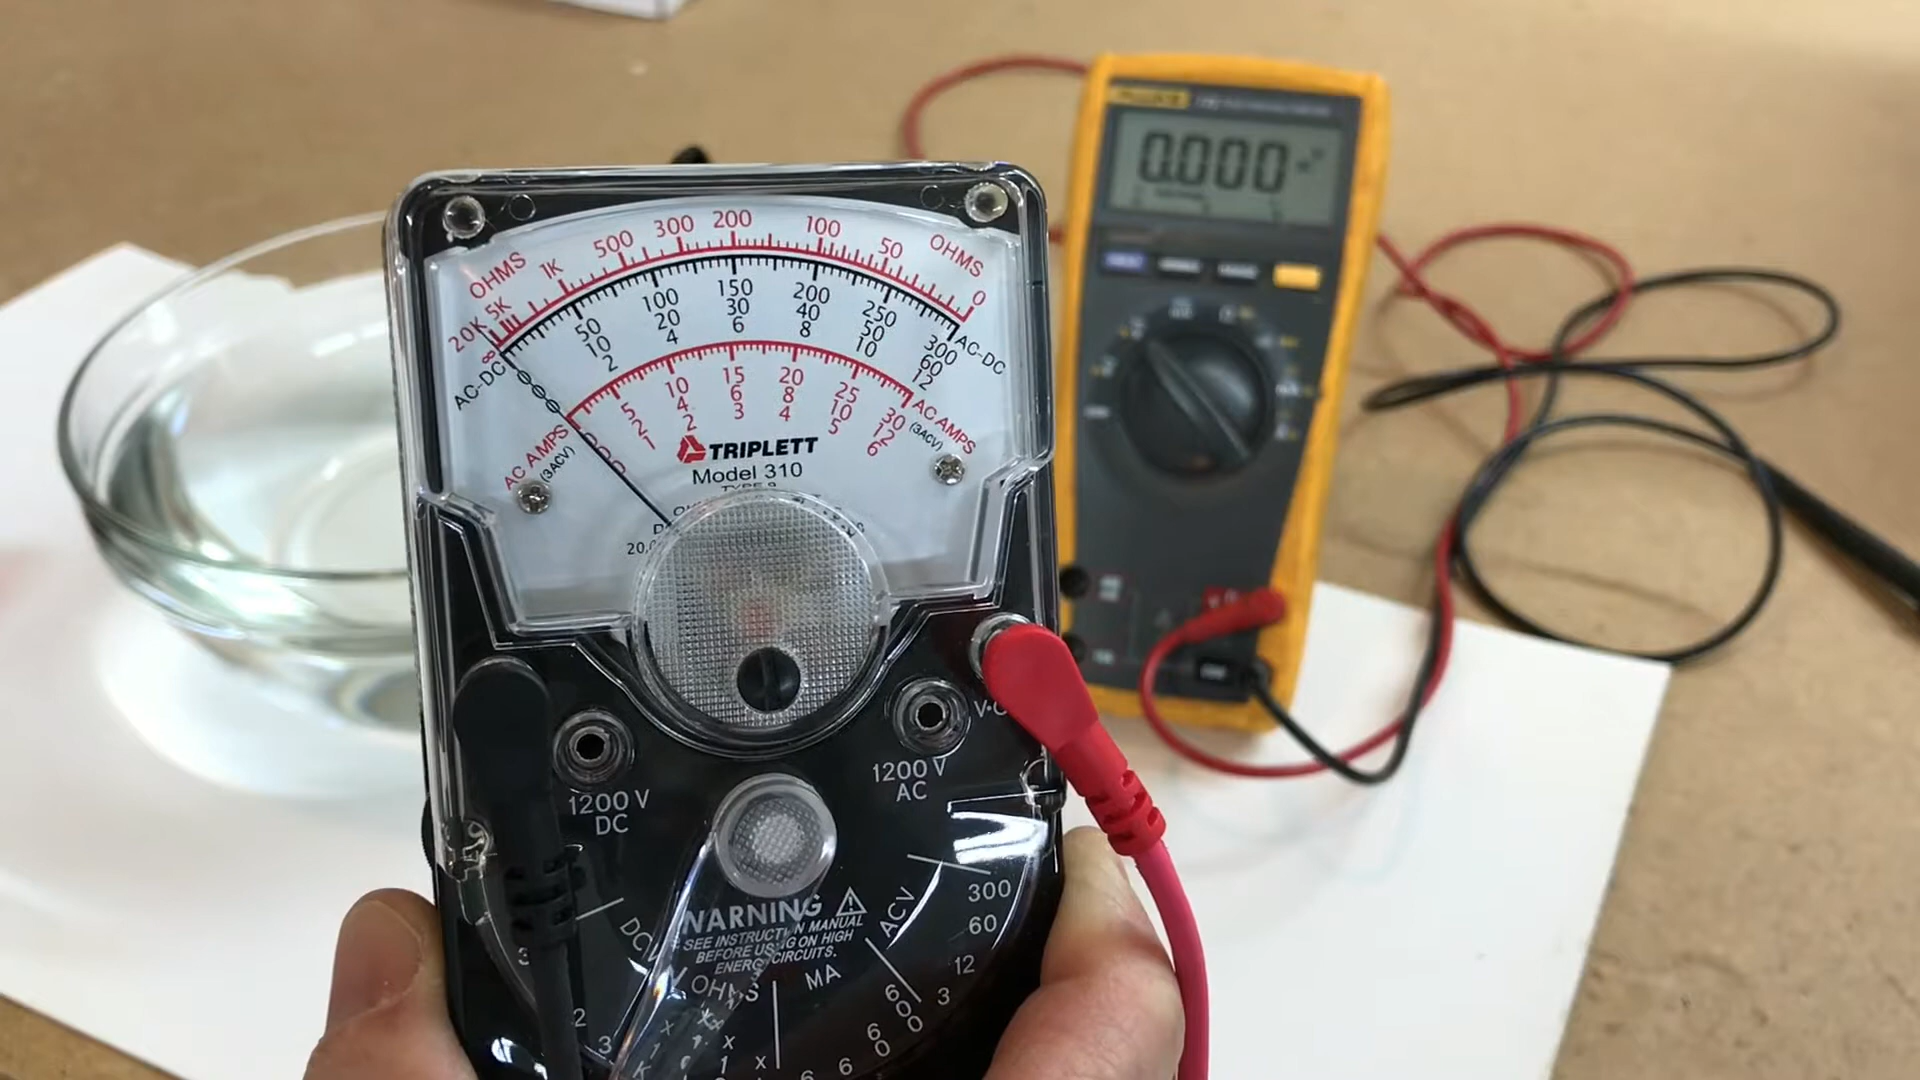 OHMS 1K 500 300 200 100 50 OHMS
20K 5K 0
∞
50 100 150 200 250 300
10 20 30 40 50 60
2 4 6 8 10 12
AC-DC AC-DC
5 10 15 20 25 30
2 4 6 8 10 12
1 2 3 4 5 6
AC AMPS (3ACV) AC AMPS (3ACV)
TRIPLETT
Model 310
1200 V
DC
1200 V
AC
WARNING
SEE INSTRUCTION MANUAL
BEFORE USING ON HIGH
ENERGY CIRCUITS.
OHMS
MA
ACV
300
60
12
3
600
60
6
FLUKE
0.000